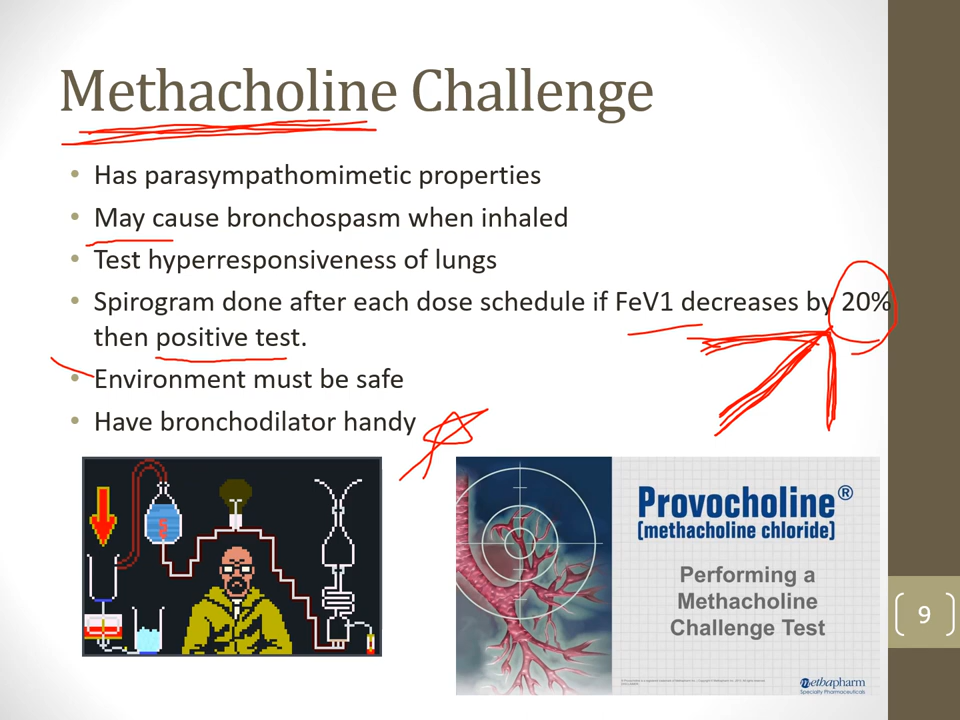 Methacholine Challenge
• Has parasympathomimetic properties
• May cause bronchospasm when inhaled
• Test hyperresponsiveness of lungs
• Spirogram done after each dose schedule if FeV1 decreases by 20%
then positive test.
• Environment must be safe
• Have bronchodilator handy
Provocholine®
[methacholine chloride]
Performing a
Methacholine
Challenge Test
methapharm
Specialty Pharmaceuticals
9